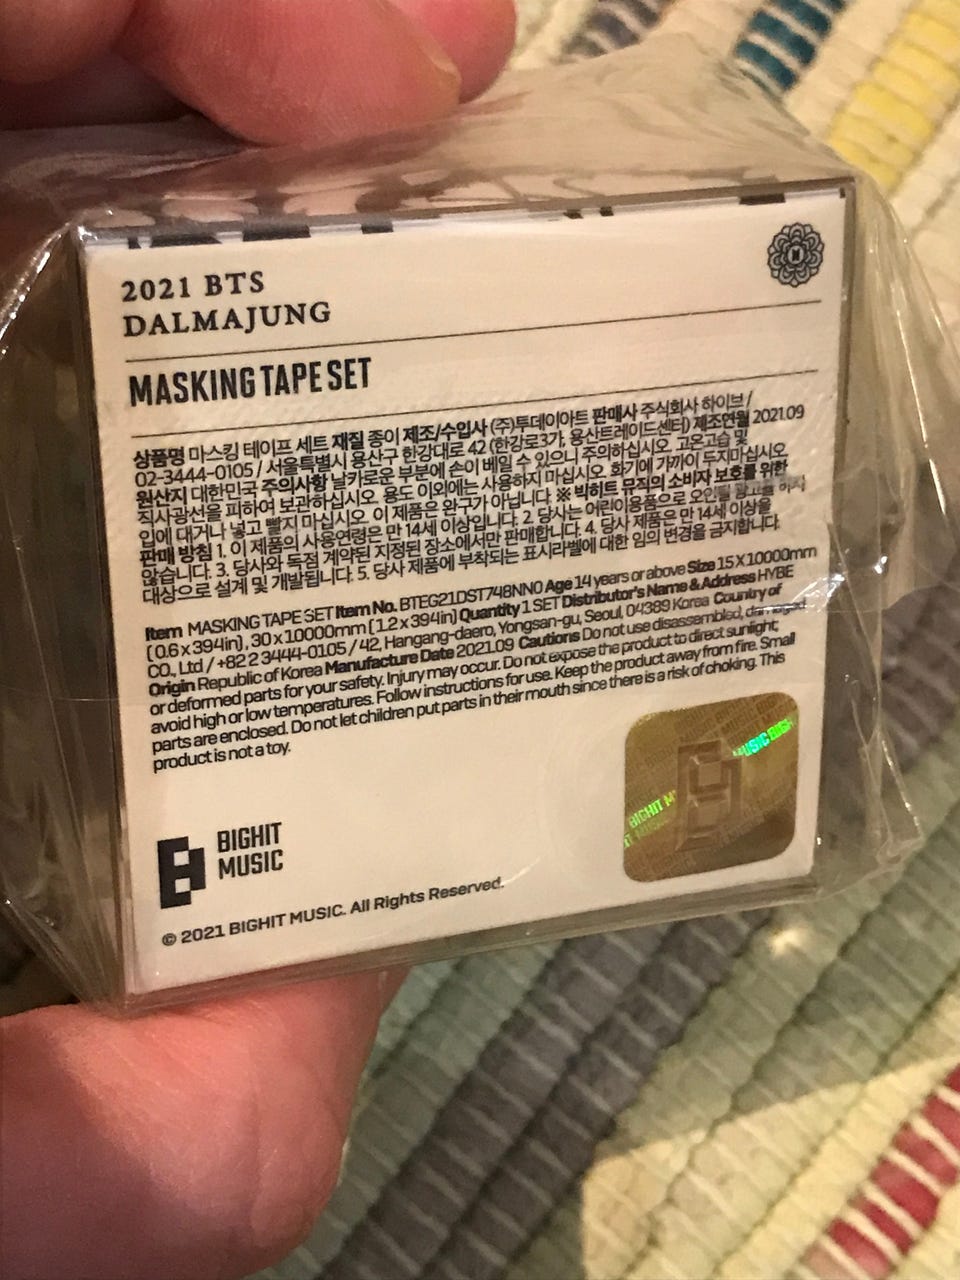 2021 BTS
DALMAJUNG
MASKING TAPE SET
상품명 마스킹 테이프 세트 재질 종이 제조/수입사 (주)투데이아트 판매사 주식회사 하이브 /
02-3444-0105 / 서울특별시 용산구 한강대로 42 (한강로3가, 용산트레이드센터) 제조연월 2021.09
원산지 대한민국 주의사항 날카로운 부분에 손이 베일 수 있으니 주의하십시오. 고온고습 및
직사광선을 피하여 보관하십시오. 용도 이외에는 사용하지 마십시오. 화기에 가까이 두지마십시오.
입에 대거나 넣고 빨지 마십시오. 이 제품은 완구가 아닙니다. ※ 빅히트 뮤직의 소비자 보호를 위한
판매 방침 1. 이 제품의 사용연령은 만 14세 이상입니다. 2. 당사는 어린이용품으로 오인될 광고를 하지
않습니다. 3. 당사와 독점 계약된 지정된 장소에서만 판매합니다. 4. 당사 제품은 만 14세 이상을
대상으로 설계 및 개발됩니다. 5. 당사 제품에 부착되는 표시라벨에 대한 임의 변경을 금지합니다.
Item MASKING TAPE SET Item No. BTEG21DST748NN0 Age 14 years or above Size 15 X 10000mm
(0.6 x 394in), 30 x 10000mm (1.2 x 394in) Quantity 1 SET Distributor's Name & Address HYBE
CO., Ltd / +82 2 3444-0105 / 42, Hangang-daero, Yongsan-gu, Seoul, 04389 Korea Country of
Origin Republic of Korea Manufacture Date 2021.09 Cautions Do not use disassembled, damaged
or deformed parts for your safety. Injury may occur. Do not expose the product to direct sunlight;
avoid high or low temperatures. Follow instructions for use. Keep the product away from fire. Small
parts are enclosed. Do not let children put parts in their mouth since there is a risk of choking. This
product is not a toy.
MUSIC BIGH
BIGHIT M
IT MUSIC
BIGHIT
MUSIC
© 2021 BIGHIT MUSIC. All Rights Reserved.